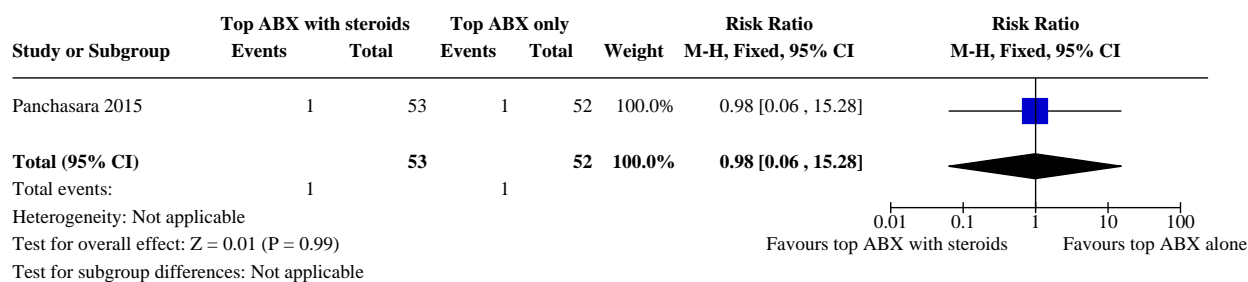 Top ABX with steroids Top ABX only Risk Ratio Risk Ratio
Study or Subgroup Events Total Events Total Weight M-H, Fixed, 95% CI M-H, Fixed, 95% CI
Panchasara 2015 1 53 1 52 100.0% 0.98 [0.06 , 15.28]
Total (95% CI) 53 52 100.0% 0.98 [0.06 , 15.28]
Total events: 1 1
Heterogeneity: Not applicable
0.01 0.1 1 10 100
Test for overall effect: Z = 0.01 (P = 0.99)
Favours top ABX with steroids Favours top ABX alone
Test for subgroup differences: Not applicable